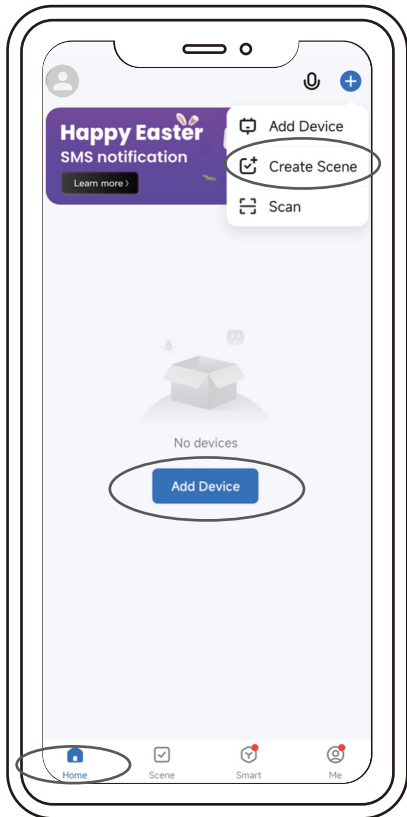 Happy Easter
SMS notification
Learn more >
Add Device
Create Scene
Scan
No devices
Add Device
Home
Scene
Smart
Me